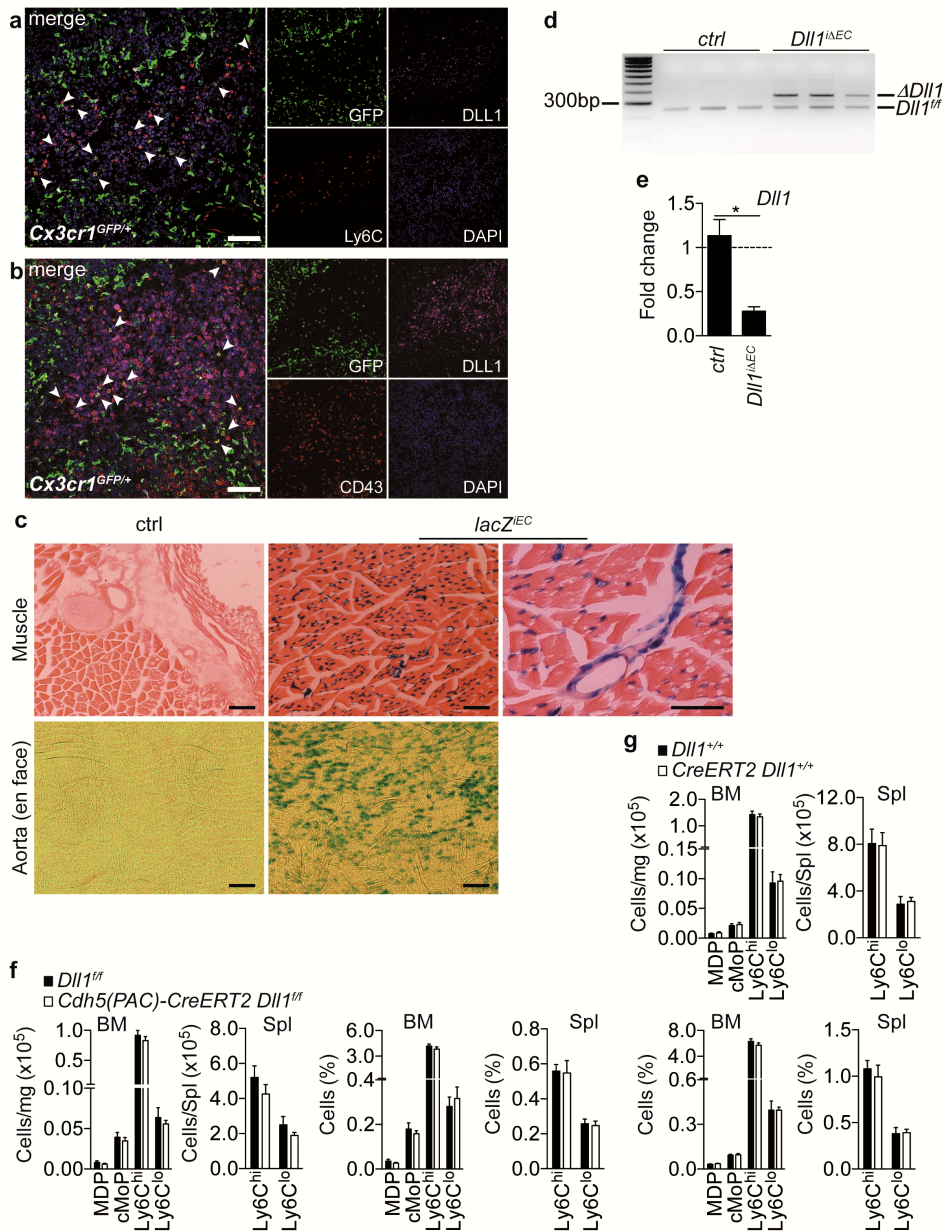 a
merge
Cx3cr1GFP/+
GFP
DLL1
Ly6C
DAPI
b
merge
Cx3cr1GFP/+
GFP
DLL1
CD43
DAPI
c
ctrl
lacZiEC
Muscle
Aorta (en face)
d
ctrl
Dll1iΔEC
300bp
ΔDll1
Dll1f/f
e
Dll1
*
Fold change
1.5
1
0.5
0.0
ctrl
Dll1iΔEC
g
Dll1+/+
CreERT2 Dll1+/+
BM
Cells/mg (x10⁵)
2.0
1.0
0.15
0.10
0.05
0.00
MDP
cMoP
Ly6Chi
Ly6Clo
Spl
Cells/Spl (x10⁵)
12.0
8.0
4.0
0.0
Ly6Chi
Ly6Clo
f
Dll1f/f
Cdh5(PAC)-CreERT2 Dll1f/f
BM
Cells/mg (x10⁵)
1.0
0.5
0.10
0.05
0.00
MDP
cMoP
Ly6Chi
Ly6Clo
Spl
Cells/Spl (x10⁵)
8.0
6.0
4.0
2.0
0.0
Ly6Chi
Ly6Clo
BM
Cells (%)
6.0
3.0
0.4
0.2
0.0
MDP
cMoP
Ly6Chi
Ly6Clo
Spl
Cells (%)
0.8
0.6
0.4
0.2
0.0
Ly6Chi
Ly6Clo
BM
Cells (%)
8.0
4.0
0.6
0.3
0.0
MDP
cMoP
Ly6Chi
Ly6Clo
Spl
Cells (%)
1.5
1.0
0.5
0.0
Ly6Chi
Ly6Clo